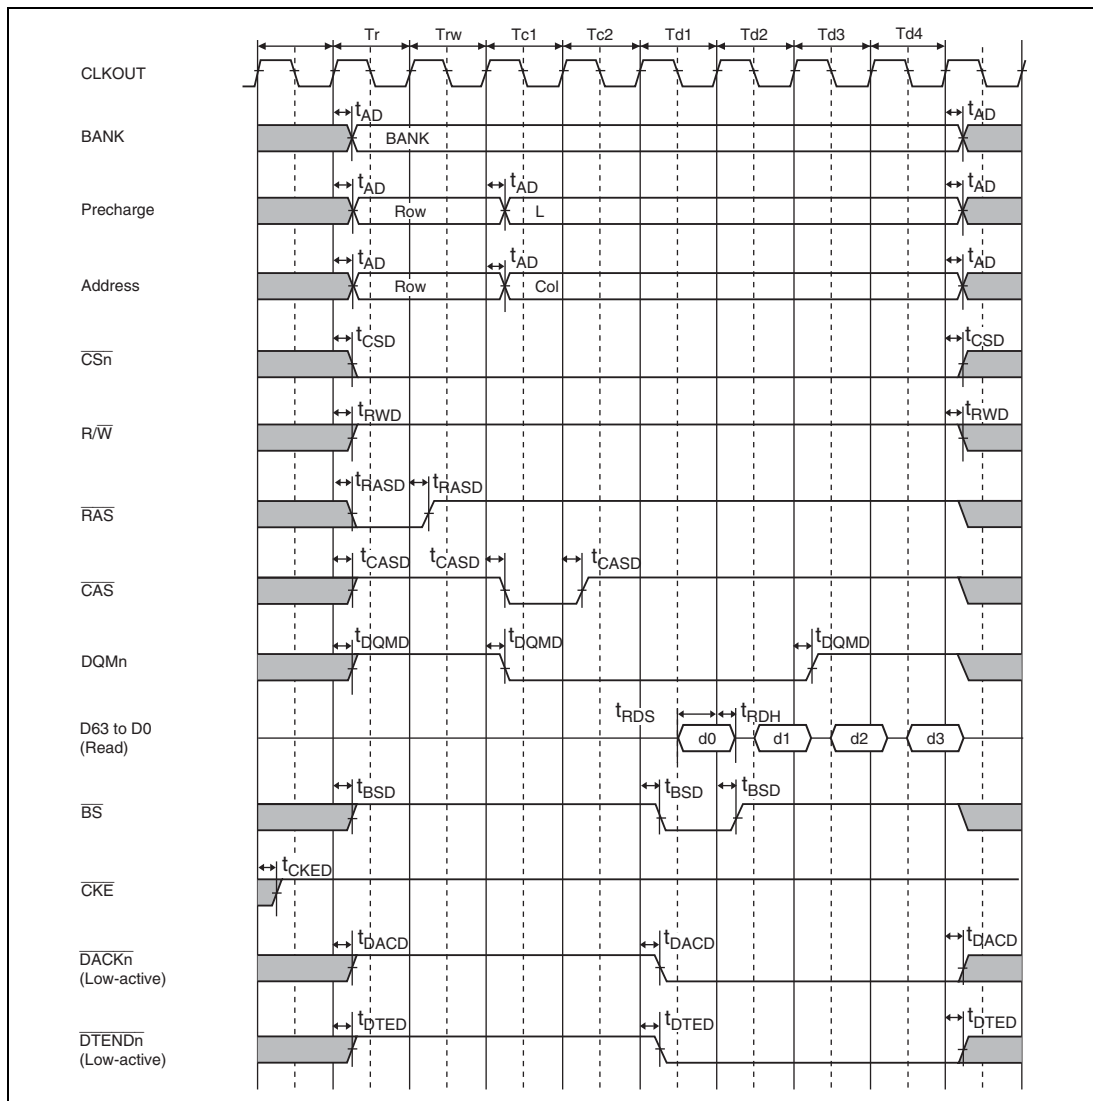 Tr Trw Tc1 Tc2 Td1 Td2 Td3 Td4
CLKOUT
tAD tAD
BANK BANK
tAD tAD tAD
Precharge Row L
tAD tAD tAD
Address Row Col
tCSD tCSD
CSn
tRWD tRWD
R/W
tRASD tRASD
RAS
tCASD tCASD tCASD
CAS
tDQMD tDQMD tDQMD
DQMn
tRDS tRDH
D63 to D0 d0 d1 d2 d3
(Read)
tBSD tBSD tBSD
BS
tCKED
CKE
tDACD tDACD tDACD
DACKn
(Low-active)
tDTED tDTED tDTED
DTENDn
(Low-active)